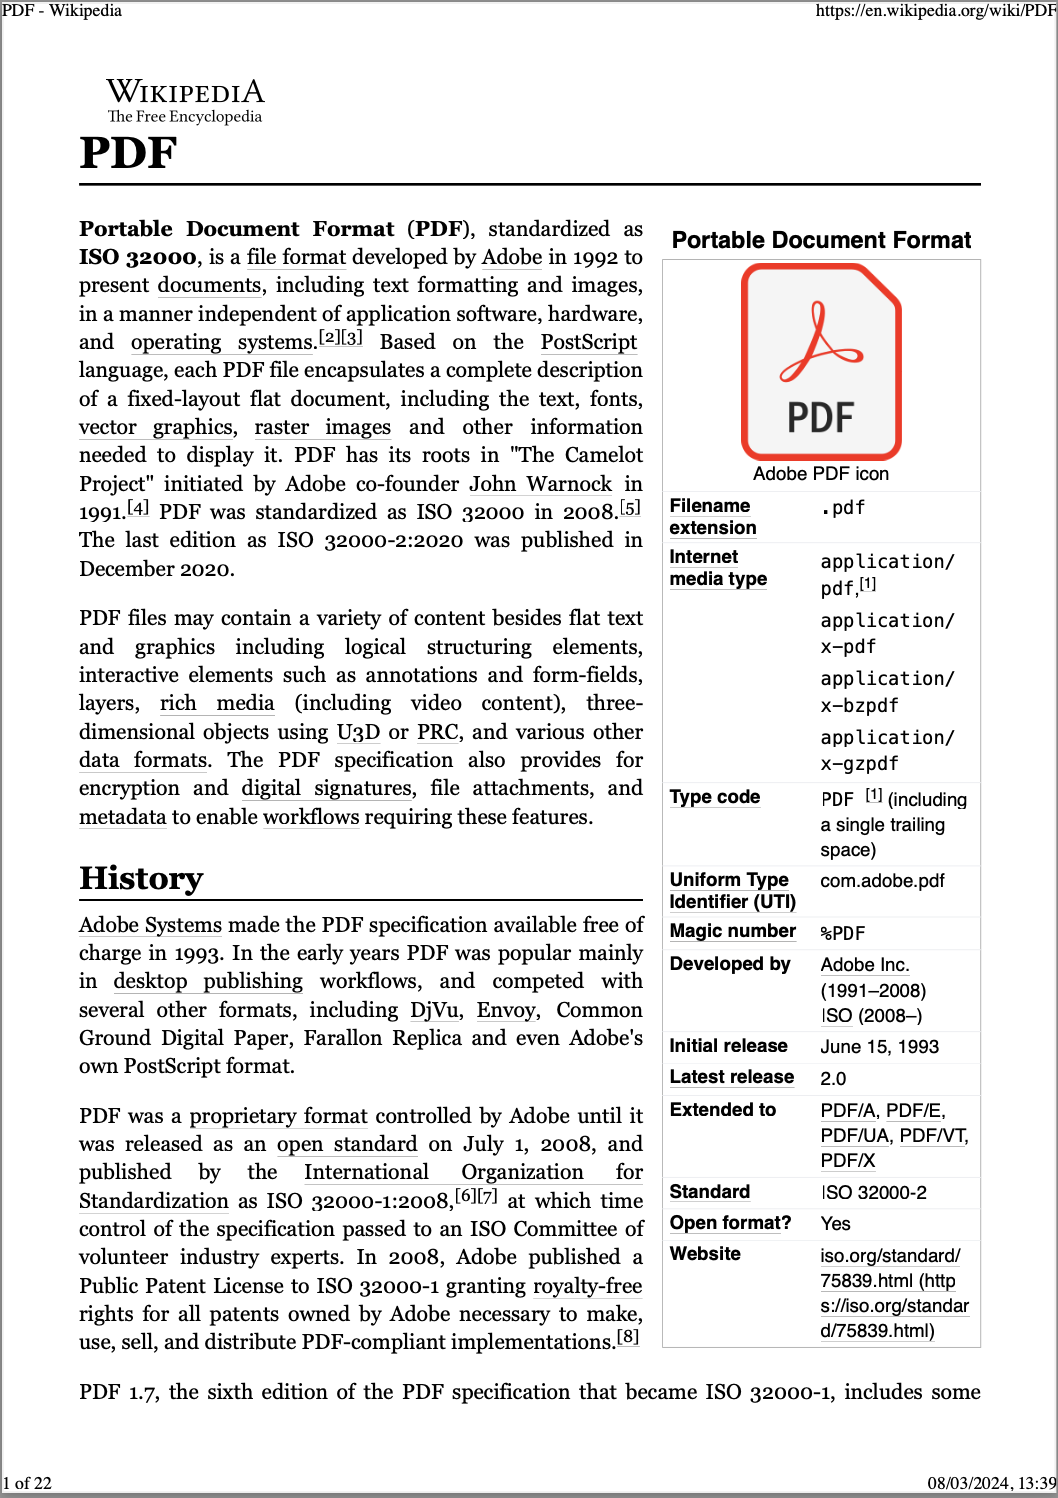 PDF - Wikipedia
https://en.wikipedia.org/wiki/PDF
WIKIPEDIA
The Free Encyclopedia
PDF
Portable Document Format (PDF), standardized as
ISO 32000, is a file format developed by Adobe in 1992 to
present documents, including text formatting and images,
in a manner independent of application software, hardware,
and operating systems.[2][3] Based on the PostScript
language, each PDF file encapsulates a complete description
of a fixed-layout flat document, including the text, fonts,
vector graphics, raster images and other information
needed to display it. PDF has its roots in "The Camelot
Project" initiated by Adobe co-founder John Warnock in
1991.[4] PDF was standardized as ISO 32000 in 2008.[5]
The last edition as ISO 32000-2:2020 was published in
December 2020.
PDF files may contain a variety of content besides flat text
and graphics including logical structuring elements,
interactive elements such as annotations and form-fields,
layers, rich media (including video content), three-
dimensional objects using U3D or PRC, and various other
data formats. The PDF specification also provides for
encryption and digital signatures, file attachments, and
metadata to enable workflows requiring these features.
History
Adobe Systems made the PDF specification available free of
charge in 1993. In the early years PDF was popular mainly
in desktop publishing workflows, and competed with
several other formats, including DjVu, Envoy, Common
Ground Digital Paper, Farallon Replica and even Adobe's
own PostScript format.
PDF was a proprietary format controlled by Adobe until it
was released as an open standard on July 1, 2008, and
published by the International Organization for
Standardization as ISO 32000-1:2008,[6][7] at which time
control of the specification passed to an ISO Committee of
volunteer industry experts. In 2008, Adobe published a
Public Patent License to ISO 32000-1 granting royalty-free
rights for all patents owned by Adobe necessary to make,
use, sell, and distribute PDF-compliant implementations.[8]
Portable Document Format
PDF
Adobe PDF icon
Filename
extension
.pdf
Internet
media type
application/
pdf,[1]
application/
x-pdf
application/
x-bzpdf
application/
x-gzpdf
Type code
PDF [1] (including
a single trailing
space)
Uniform Type
Identifier (UTI)
com.adobe.pdf
Magic number
%PDF
Developed by
Adobe Inc.
(1991–2008)
ISO (2008–)
Initial release
June 15, 1993
Latest release
2.0
Extended to
PDF/A, PDF/E,
PDF/UA, PDF/VT,
PDF/X
Standard
ISO 32000-2
Open format?
Yes
Website
iso.org/standard/
75839.html (http
s://iso.org/standar
d/75839.html)
PDF 1.7, the sixth edition of the PDF specification that became ISO 32000-1, includes some
1 of 22
08/03/2024, 13:39